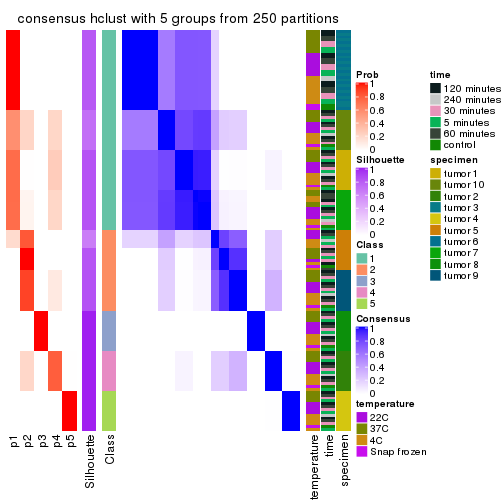 consensus hclust with 5 groups from 250 partitions
Prob
1
0.8
0.6
0.4
0.2
0
Silhouette
1
0.8
0.6
0.4
0.2
0
Class
1
2
3
4
5
Consensus
1
0.8
0.6
0.4
0.2
0
temperature
22C
37C
4C
Snap frozen
time
120 minutes
240 minutes
30 minutes
5 minutes
60 minutes
control
specimen
tumor 1
tumor 10
tumor 2
tumor 3
tumor 4
tumor 5
tumor 6
tumor 7
tumor 8
tumor 9
p1
p2
p3
p4
p5
Silhouette
Class
temperature
time
specimen